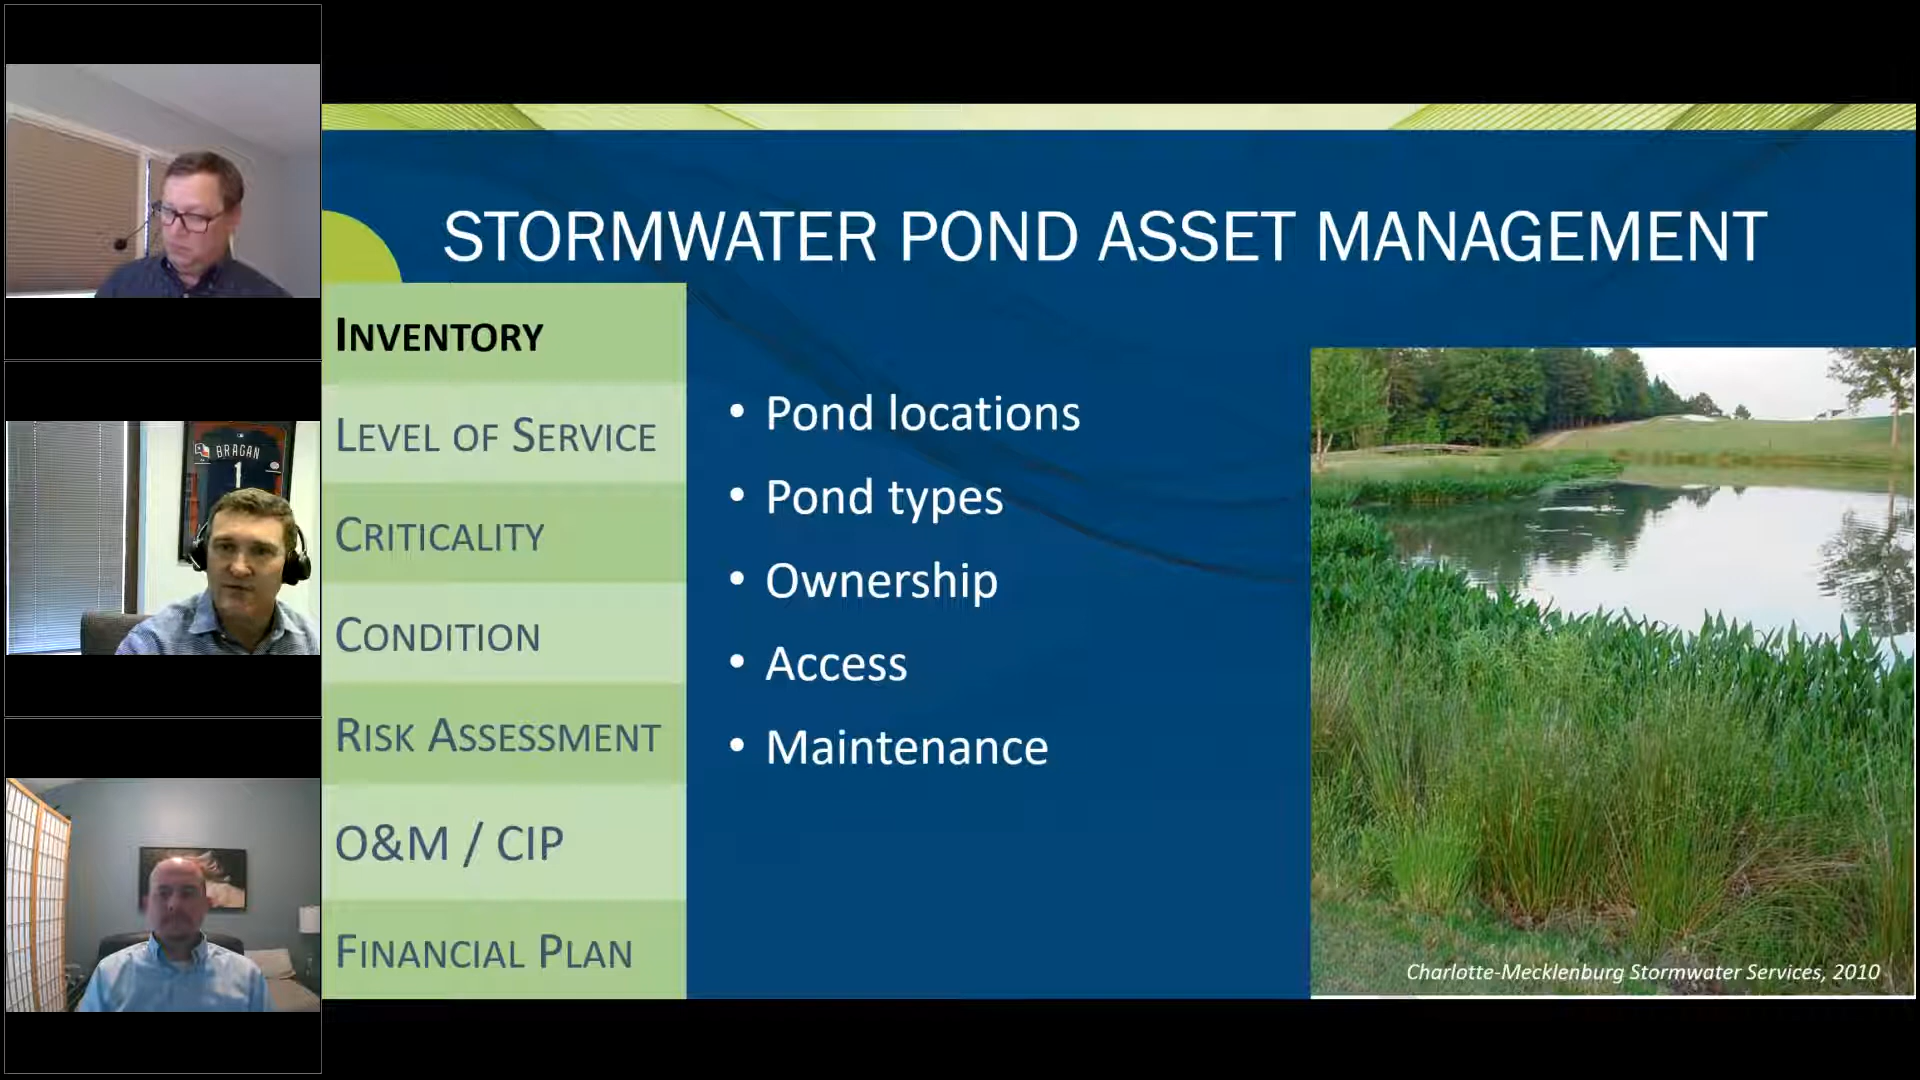 BRAGAN
1
STORMWATER POND ASSET MANAGEMENT
INVENTORY
LEVEL OF SERVICE
CRITICALITY
CONDITION
RISK ASSESSMENT
O&M / CIP
FINANCIAL PLAN
• Pond locations
• Pond types
• Ownership
• Access
• Maintenance
Charlotte-Mecklenburg Stormwater Services, 2010